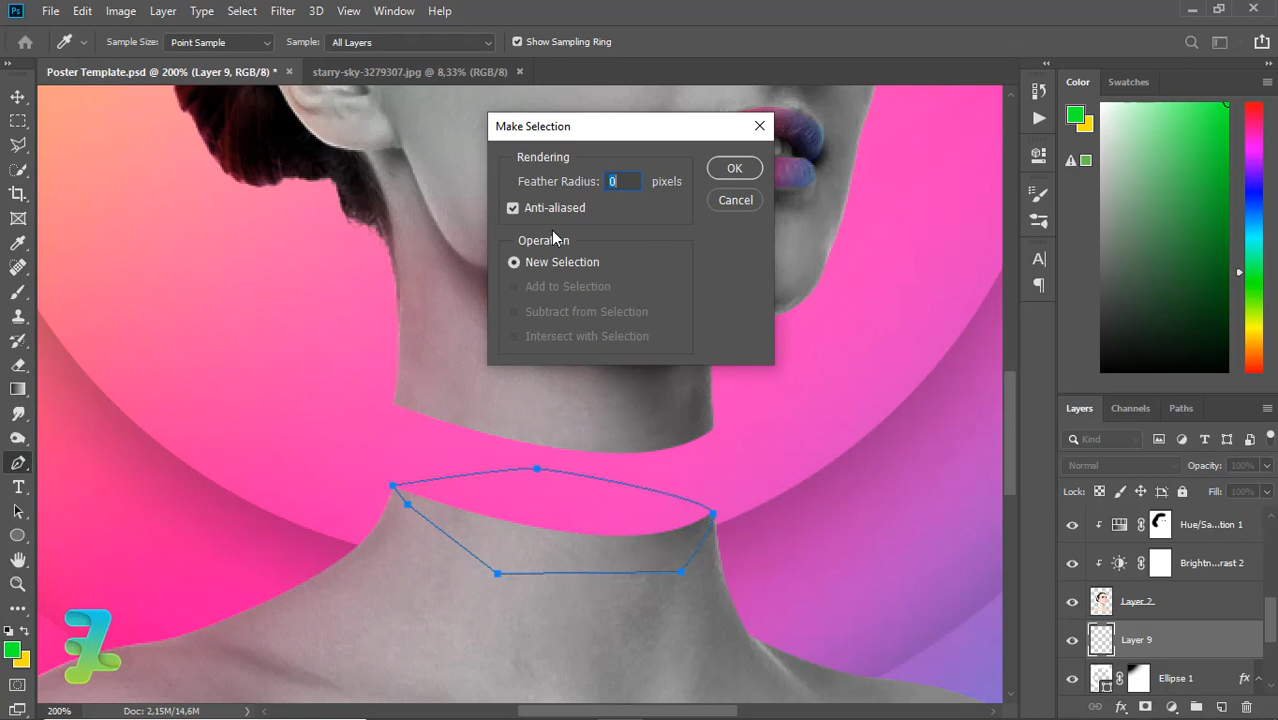 Ps File Edit Image Layer Type Select Filter 3D View Window Help
Sample Size: Point Sample Sample: All Layers Show Sampling Ring
Poster Template.psd @ 200% (Layer 9, RGB/8) * × starry-sky-3279307.jpg @ 8,33% (RGB/8) ×
Color Swatches
Make Selection
Rendering
Feather Radius: 0 pixels
OK
Anti-aliased
Cancel
Operation
New Selection
Add to Selection
Subtract from Selection
Intersect with Selection
Layers Channels Paths
Kind
Normal Opacity: 100%
Lock: Fill: 100%
Hue/Sa...tion 1
Brightn...rast 2
Layer 2
Layer 9
Ellipse 1 fx
200% Doc: 2,15M/14,6M